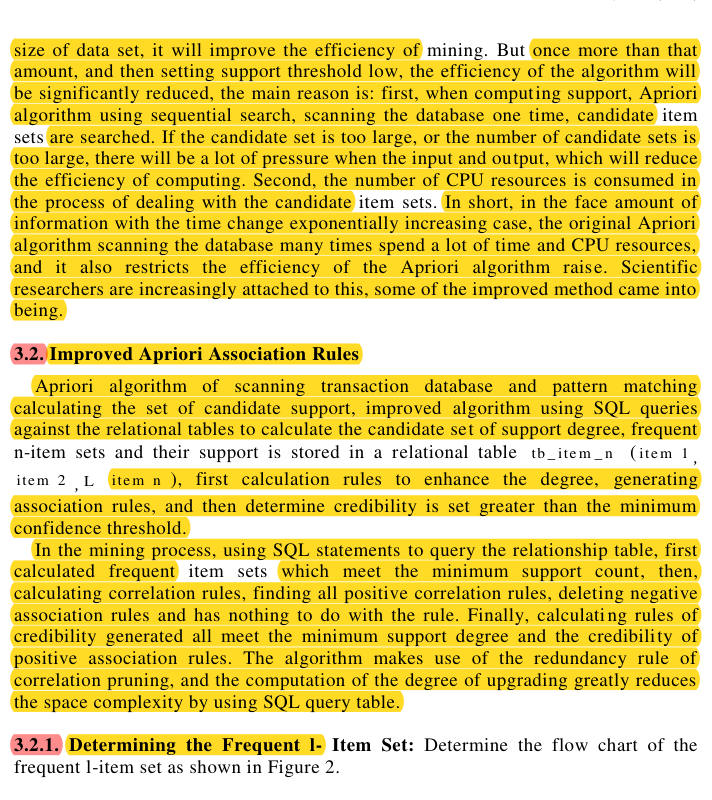 size of data set, it will improve the efficiency of mining. But once more than that
amount, and then setting support threshold low, the efficiency of the algorithm will
be significantly reduced, the main reason is: first, when computing support, Apriori
algorithm using sequential search, scanning the database one time, candidate item
sets are searched. If the candidate set is too large, or the number of candidate sets is
too large, there will be a lot of pressure when the input and output, which will reduce
the efficiency of computing. Second, the number of CPU resources is consumed in
the process of dealing with the candidate item sets. In short, in the face amount of
information with the time change exponentially increasing case, the original Apriori
algorithm scanning the database many times spend a lot of time and CPU resources,
and it also restricts the efficiency of the Apriori algorithm raise. Scientific
researchers are increasingly attached to this, some of the improved method came into
being.
3.2. Improved Apriori Association Rules
Apriori algorithm of scanning transaction database and pattern matching
calculating the set of candidate support, improved algorithm using SQL queries
against the relational tables to calculate the candidate set of support degree, frequent
n-item sets and their support is stored in a relational table tb_item_n (item 1 ,
item 2 , L item n ), first calculation rules to enhance the degree, generating
association rules, and then determine credibility is set greater than the minimum
confidence threshold.
In the mining process, using SQL statements to query the relationship table, first
calculated frequent item sets which meet the minimum support count, then,
calculating correlation rules, finding all positive correlation rules, deleting negative
association rules and has nothing to do with the rule. Finally, calculating rules of
credibility generated all meet the minimum support degree and the credibility of
positive association rules. The algorithm makes use of the redundancy rule of
correlation pruning, and the computation of the degree of upgrading greatly reduces
the space complexity by using SQL query table.
3.2.1. Determining the Frequent l- Item Set: Determine the flow chart of the
frequent l-item set as shown in Figure 2.